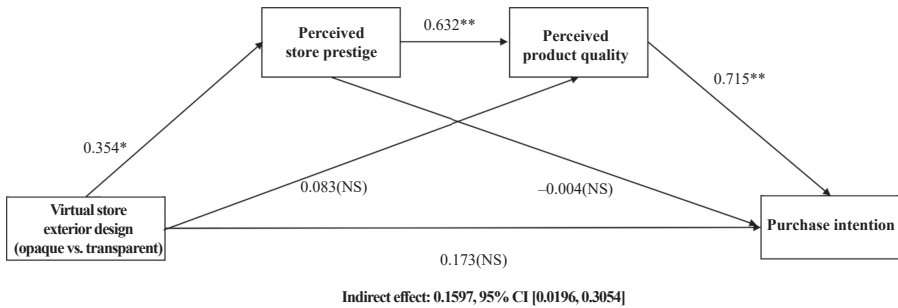 Perceived
store prestige
0.632**
Perceived
product quality
0.715**
0.354*
0.083(NS)
–0.004(NS)
Virtual store
exterior design
(opaque vs. transparent)
Purchase intention
0.173(NS)
Indirect effect: 0.1597, 95% CI [0.0196, 0.3054]